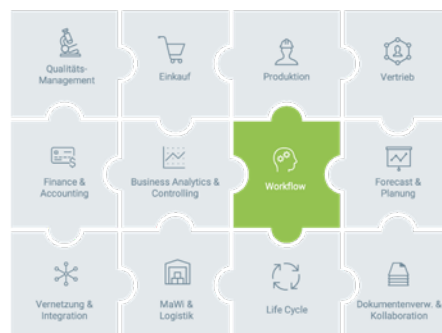 Qualitäts-
Management
Einkauf
Produktion
Vertrieb
Finance &
Accounting
Business Analytics &
Controlling
Workflow
Forecast &
Planung
Vernetzung &
Integration
MaWi &
Logistik
Life Cycle
Dokumentenverw. &
Kollaboration